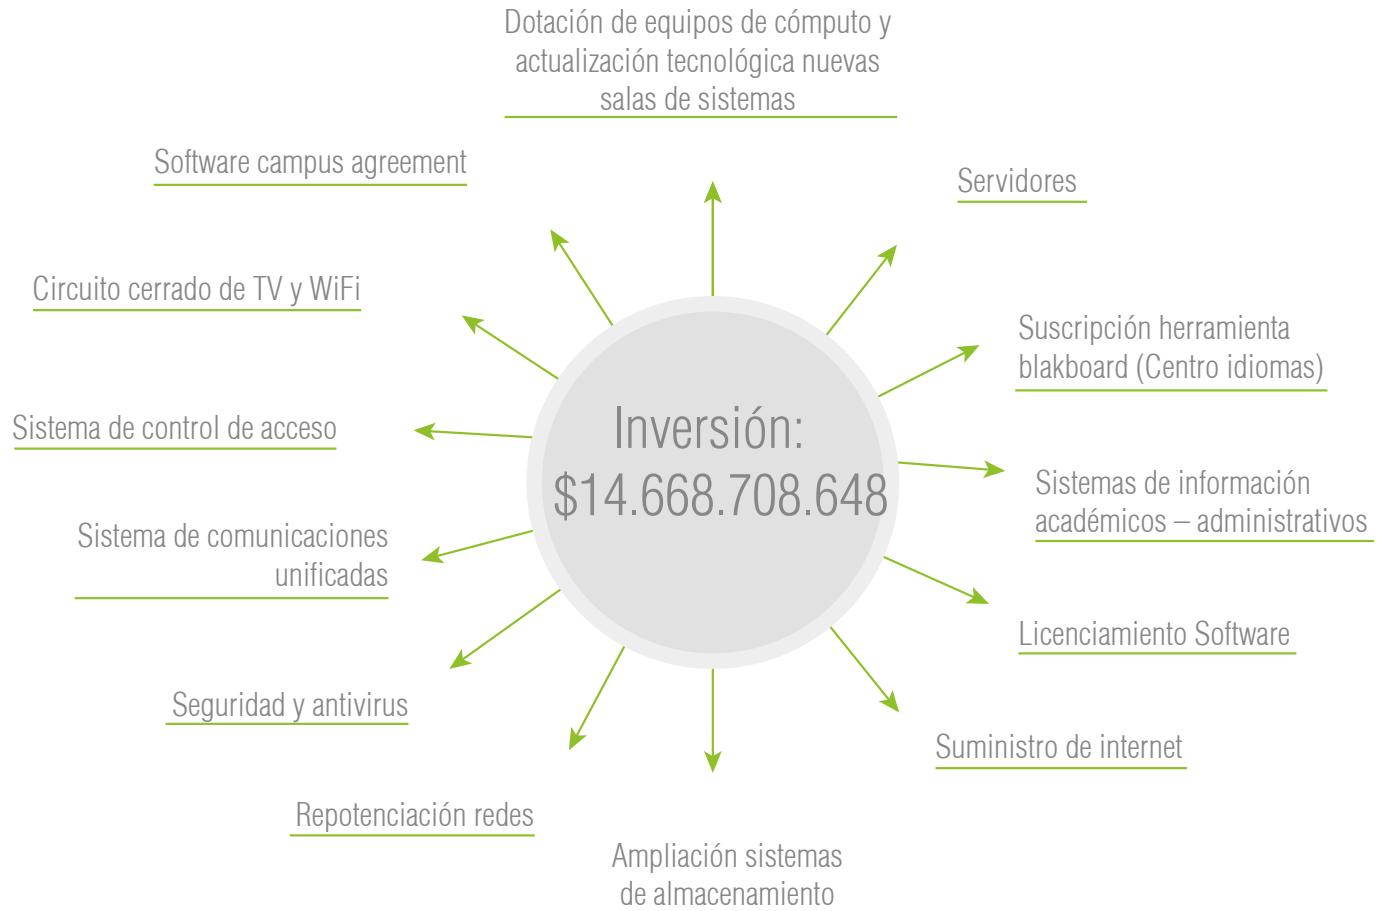 Dotación de equipos de cómputo y
actualización tecnológica nuevas
salas de sistemas
Software campus agreement
Servidores
Circuito cerrado de TV y WiFi
Suscripción herramienta
blakboard (Centro idiomas)
Sistema de control de acceso
Inversión:
$14.668.708.648
Sistemas de información
académicos – administrativos
Sistema de comunicaciones
unificadas
Licenciamiento Software
Seguridad y antivirus
Suministro de internet
Repotenciación redes
Ampliación sistemas
de almacenamiento